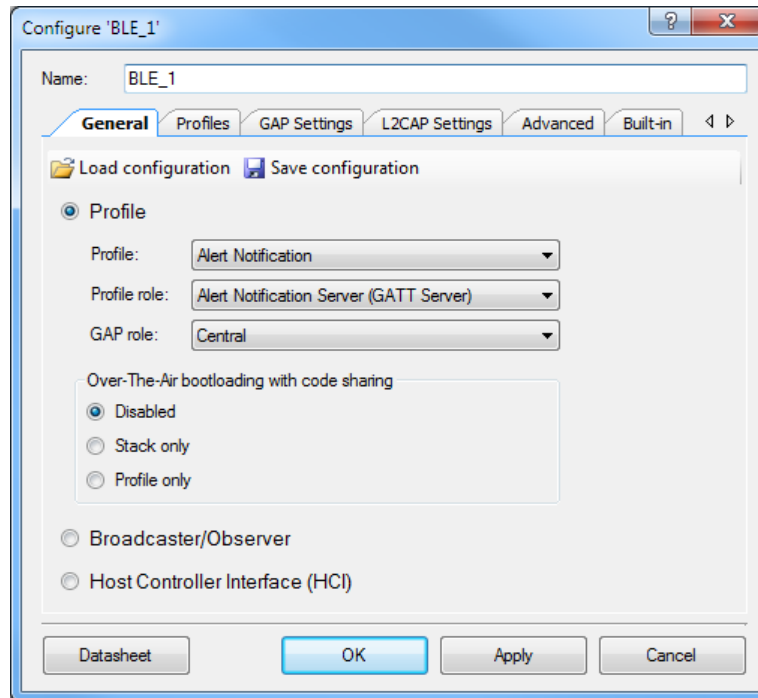 Configure 'BLE_1'
Name: BLE_1
General Profiles GAP Settings L2CAP Settings Advanced Built-in
Load configuration Save configuration
Profile
Profile: Alert Notification
Profile role: Alert Notification Server (GATT Server)
GAP role: Central
Over-The-Air bootloading with code sharing
Disabled
Stack only
Profile only
Broadcaster/Observer
Host Controller Interface (HCI)
Datasheet OK Apply Cancel